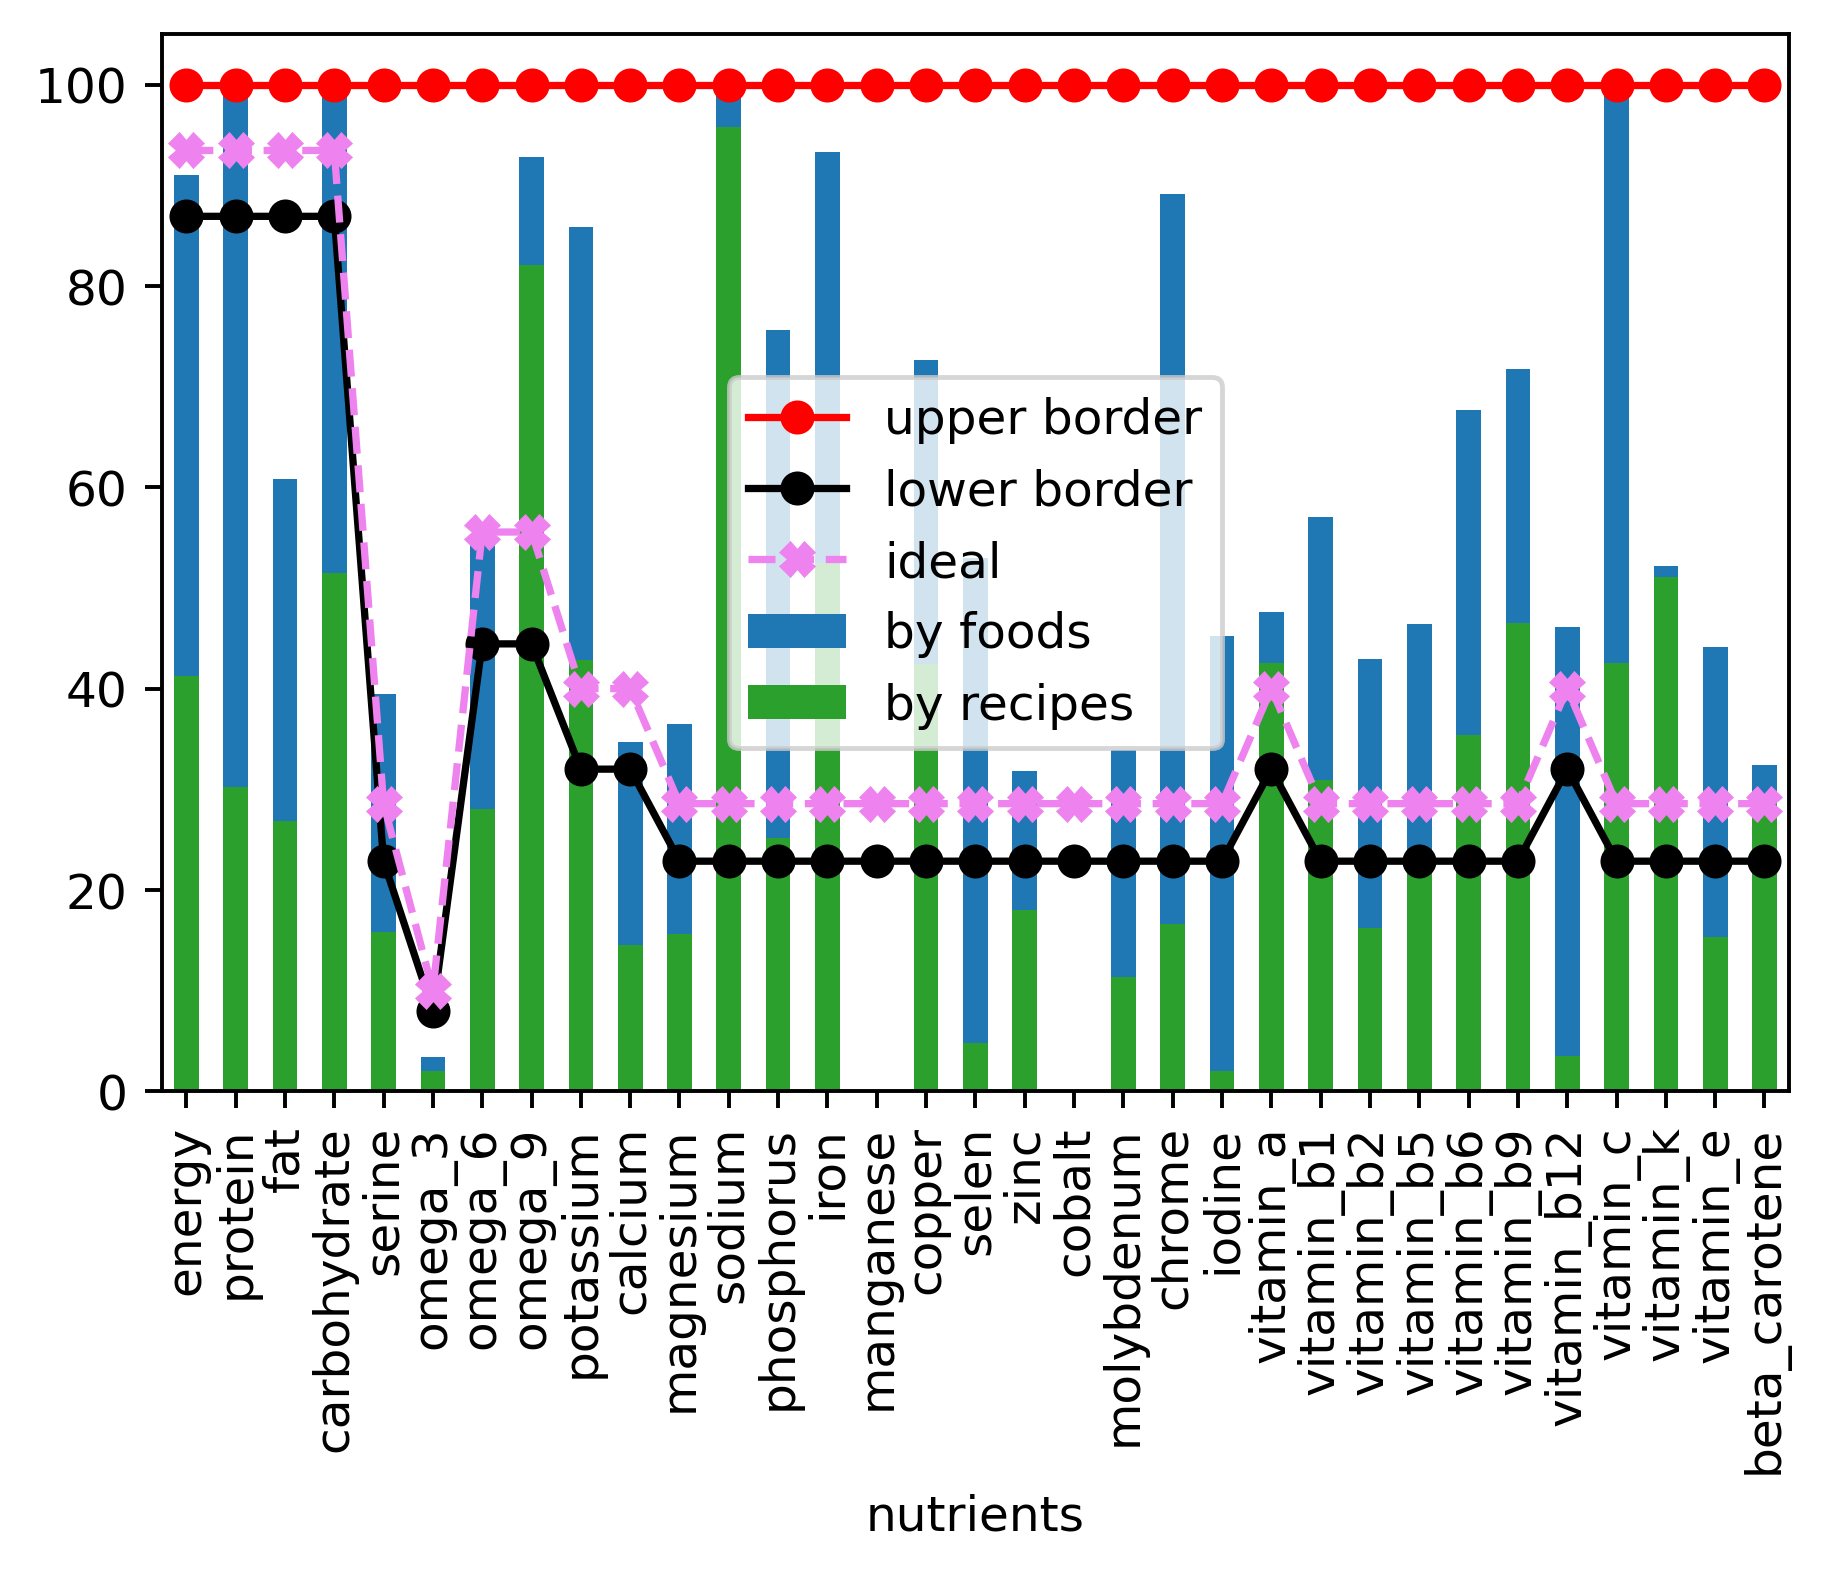 100
80
60
40
20
0
upper border
lower border
ideal
by foods
by recipes
energy
protein
fat
carbohydrate
serine
omega_3
omega_6
omega_9
potassium
calcium
magnesium
sodium
phosphorus
iron
manganese
copper
selen
zinc
cobalt
molybdenum
chrome
iodine
vitamin_a
vitamin_b1
vitamin_b2
vitamin_b5
vitamin_b6
vitamin_b9
vitamin_b12
vitamin_c
vitamin_k
vitamin_e
beta_carotene
nutrients